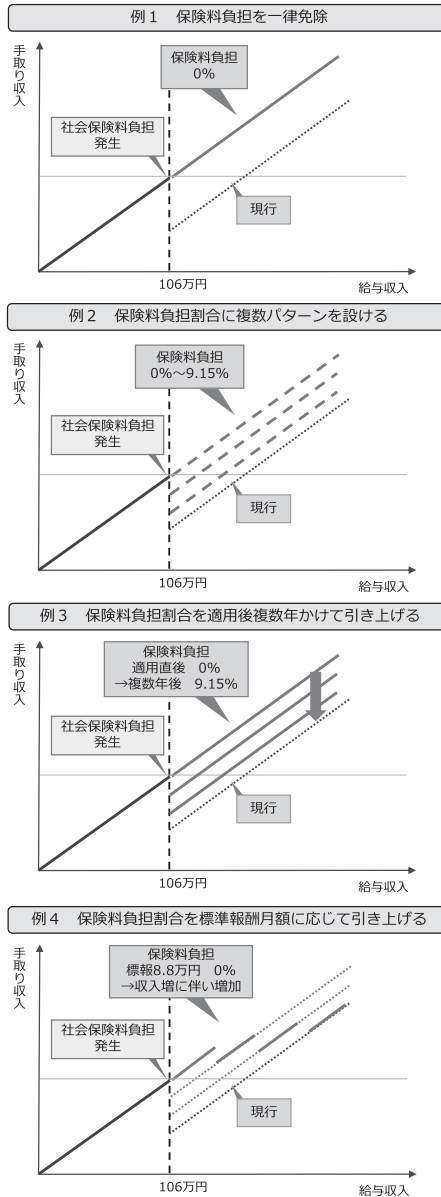 例1　保険料負担を一律免除
手取り収入
保険料負担
0%
社会保険料負担
発生
現行
106万円
給与収入
例2　保険料負担割合に複数パターンを設ける
手取り収入
保険料負担
0%～9.15%
社会保険料負担
発生
現行
106万円
給与収入
例3　保険料負担割合を適用後複数年かけて引き上げる
手取り収入
保険料負担
適用直後　0%
→複数年後　9.15%
社会保険料負担
発生
現行
106万円
給与収入
例4　保険料負担割合を標準報酬月額に応じて引き上げる
手取り収入
保険料負担
標報8.8万円　0%
→収入増に伴い増加
社会保険料負担
発生
現行
106万円
給与収入